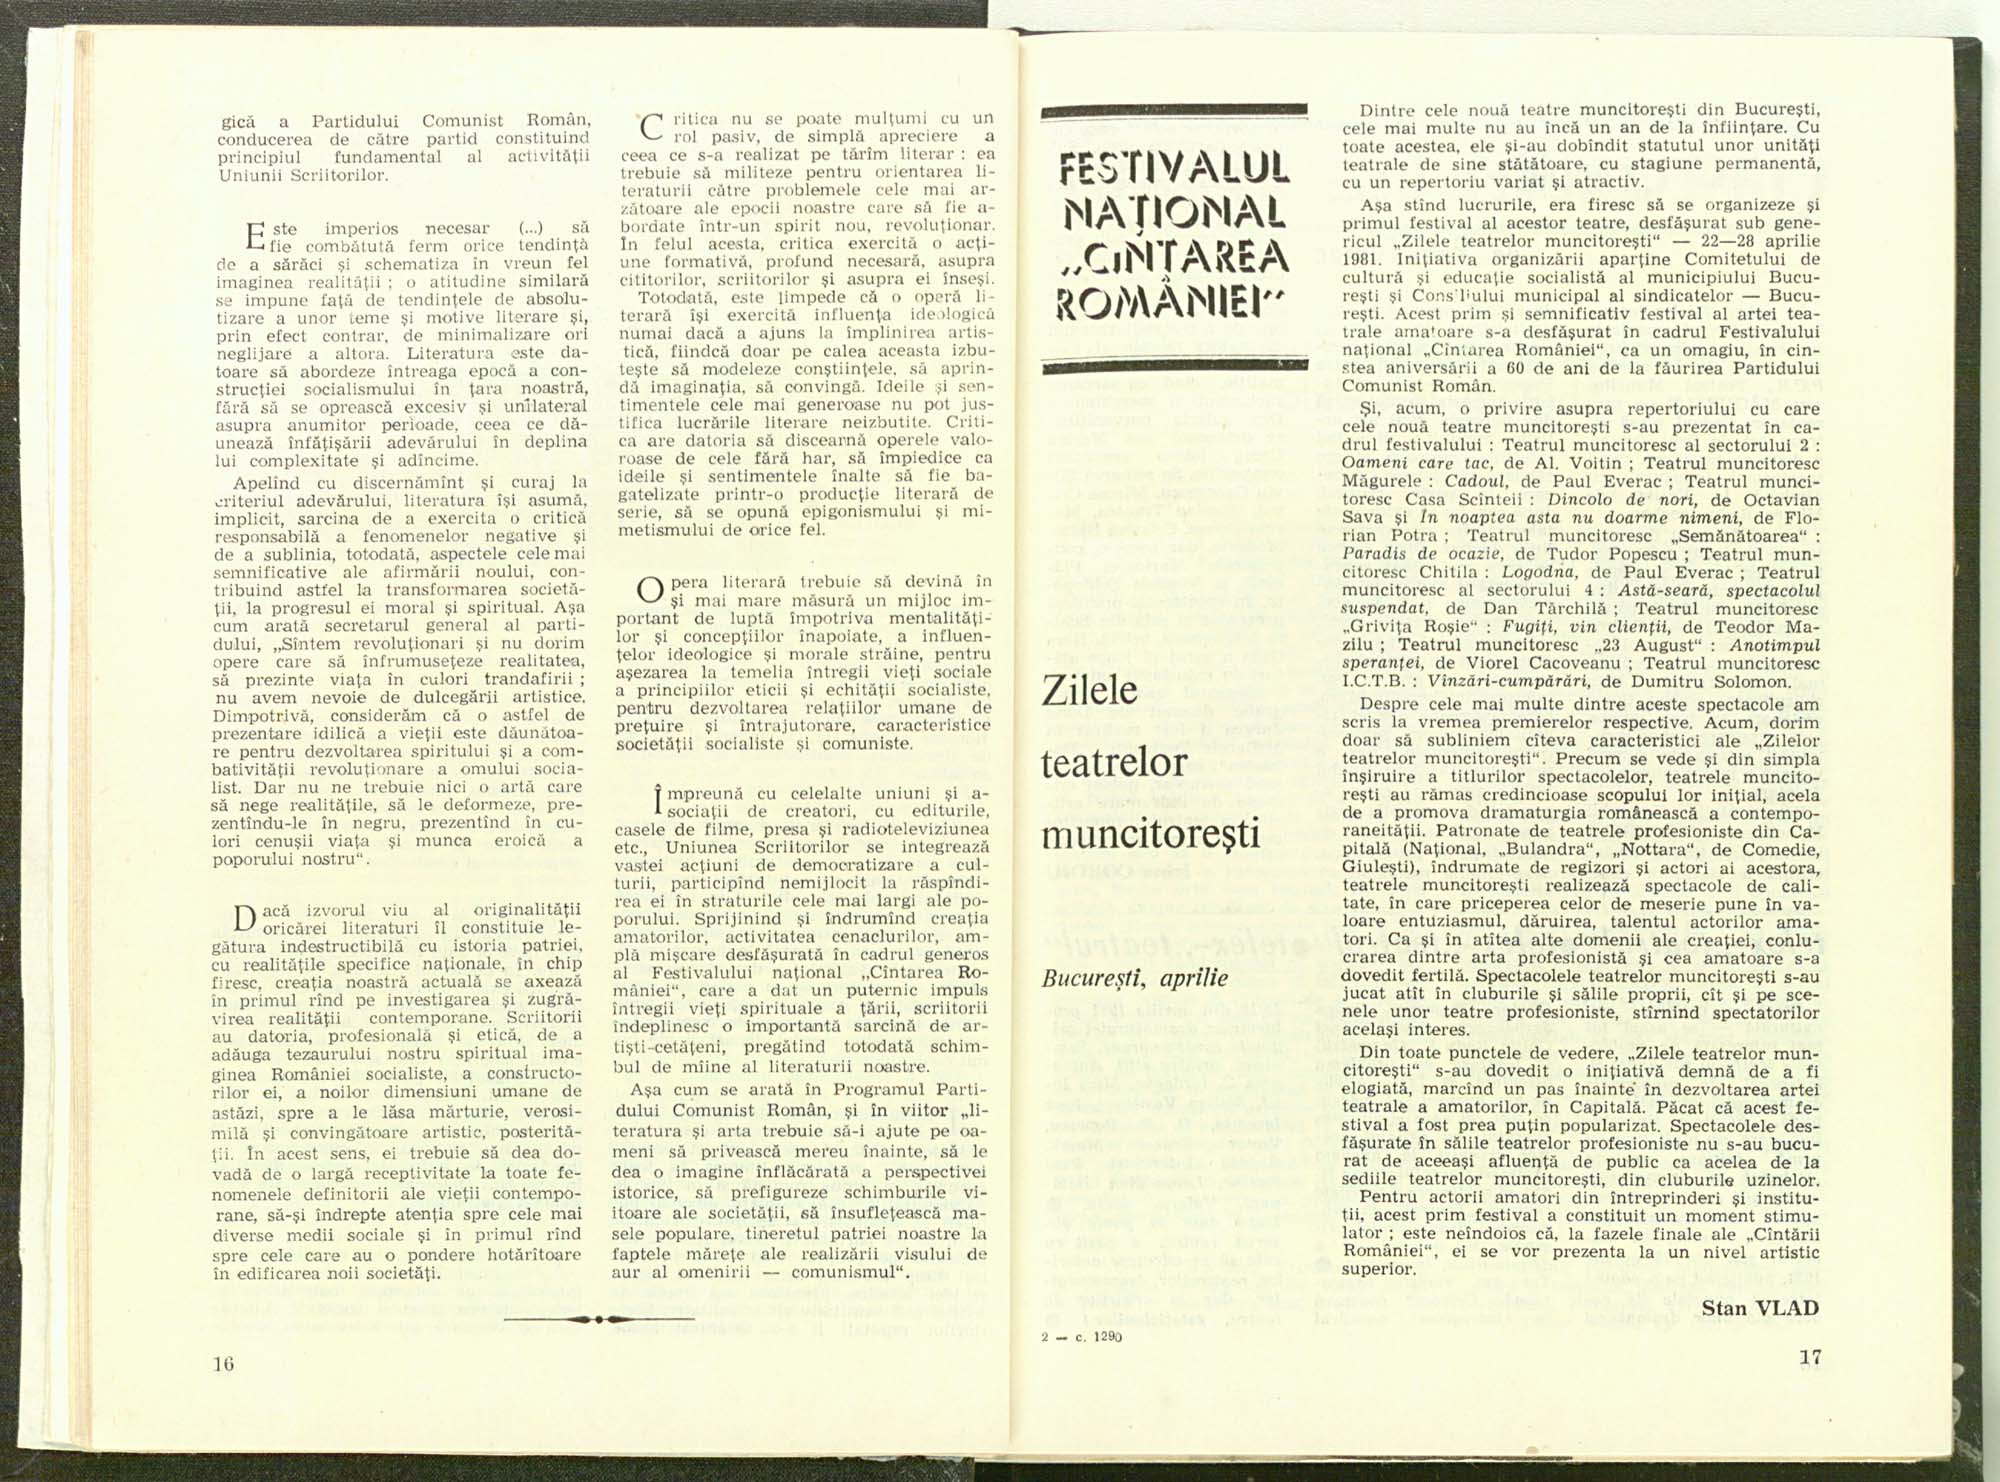 gică a Partidului Comunist Român,
conducerea de către partid constituind
principiul fundamental al activității
Uniunii Scriitorilor.
Este imperios necesar (...) să
fie combătută ferm orice tendință
de a sărăci și schematiza în vreun fel
imaginea realității ; o atitudine similară
se impune față de tendințele de absolu-
tizare a unor teme și motive literare și,
prin efect contrar, de minimalizare ori
neglijare a altora. Literatura este da-
toare să abordeze întreaga epocă a con-
strucției socialismului în țara noastră,
fără să se oprească excesiv și unilateral
asupra anumitor perioade, ceea ce dă-
unează înfățișării adevărului în deplina
lui complexitate și adîncime.
Apelînd cu discernămînt și curaj la
criteriul adevărului, literatura își asumă,
implicit, sarcina de a exercita o critică
responsabilă a fenomenelor negative și
de a sublinia, totodată, aspectele cele mai
semnificative ale afirmării noului, con-
tribuind astfel la transformarea societă-
ții, la progresul ei moral și spiritual. Așa
cum arată secretarul general al parti-
dului, „Sîntem revoluționari și nu dorim
opere care să înfrumusețeze realitatea,
să prezinte viața în culori trandafirii ;
nu avem nevoie de dulcegării artistice.
Dimpotrivă, considerăm că o astfel de
prezentare idilică a vieții este dăunătoa-
re pentru dezvoltarea spiritului și a com-
bativității revoluționare a omului socia-
list. Dar nu ne trebuie nici o artă care
să nege realitățile, să le deformeze, pre-
zentîndu-le în negru, prezentînd în cu-
lori cenușii viața și munca eroică a
poporului nostru“.
Dacă izvorul viu al originalității
oricărei literaturi îl constituie le-
gătura indestructibilă cu istoria patriei,
cu realitățile specifice naționale, în chip
firesc, creația noastră actuală se axează
în primul rînd pe investigarea și zugră-
virea realității contemporane. Scriitorii
au datoria, profesională și etică, de a
adăuga tezaurului nostru spiritual ima-
ginea României socialiste, a constructo-
rilor ei, a noilor dimensiuni umane de
astăzi, spre a le lăsa mărturie, verosi-
milă și convingătoare artistic, posterită-
ții. În acest sens, ei trebuie să dea do-
vadă de o largă receptivitate la toate fe-
nomenele definitorii ale vieții contempo-
rane, să-și îndrepte atenția spre cele mai
diverse medii sociale și în primul rînd
spre cele care au o pondere hotărîtoare
în edificarea noii societăți.
Critica nu se poate mulțumi cu un
rol pasiv, de simplă apreciere a
ceea ce s-a realizat pe tărîm literar : ea
trebuie să militeze pentru orientarea li-
teraturii către problemele cele mai ar-
zătoare ale epocii noastre care să fie a-
bordate într-un spirit nou, revoluționar.
În felul acesta, critica exercită o acți-
une formativă, profund necesară, asupra
cititorilor, scriitorilor și asupra ei înseși.
Totodată, este limpede că o operă li-
terară își exercită influența ideologică
numai dacă a ajuns la împlinirea artis-
tică, fiindcă doar pe calea aceasta izbu-
tește să modeleze conștiințele, să aprin-
dă imaginația, să convingă. Ideile și sen-
timentele cele mai generoase nu pot jus-
tifica lucrările literare neizbutite. Criti-
ca are datoria să discearnă operele valo-
roase de cele fără har, să împiedice ca
ideile și sentimentele înalte să fie ba-
gatelizate printr-o producție literară de
serie, să se opună epigonismului și mi-
metismului de orice fel.
Opera literară trebuie să devină în
și mai mare măsură un mijloc im-
portant de luptă împotriva mentalități-
lor și concepțiilor înapoiate, a influen-
țelor ideologice și morale străine, pentru
așezarea la temelia întregii vieți sociale
a principiilor eticii și echității socialiste,
pentru dezvoltarea relațiilor umane de
prețuire și întrajutorare, caracteristice
societății socialiste și comuniste.
Împreună cu celelalte uniuni și a-
sociații de creatori, cu editurile,
casele de filme, presa și radioteleviziunea
etc., Uniunea Scriitorilor se integrează
vastei acțiuni de democratizare a cul-
turii, participînd nemijlocit la răspîndi-
rea ei în straturile cele mai largi ale po-
porului. Sprijinind și îndrumînd creația
amatorilor, activitatea cenaclurilor, am-
plă mișcare desfășurată în cadrul generos
al Festivalului național „Cîntarea Ro-
mâniei“, care a dat un puternic impuls
întregii vieți spirituale a țării, scriitorii
îndeplinesc o importantă sarcină de ar-
tiști-cetățeni, pregătind totodată schim-
bul de mîine al literaturii noastre.
Așa cum se arată în Programul Parti-
dului Comunist Român, și în viitor „li-
teratura și arta trebuie să-i ajute pe oa-
meni să privească mereu înainte, să le
dea o imagine înflăcărată a perspectivei
istorice, să prefigureze schimburile vi-
itoare ale societății, să însuflețească ma-
sele populare, tineretul patriei noastre la
faptele mărețe ale realizării visului de
aur al omenirii — comunismul“.
16
FESTIVALUL
NAȚIONAL
„CÎNTAREA
ROMÂNIEI“
Zilele
teatrelor
muncitorești
București, aprilie
Dintre cele nouă teatre muncitorești din București,
cele mai multe nu au încă un an de la înființare. Cu
toate acestea, ele și-au dobîndit statutul unor unități
teatrale de sine stătătoare, cu stagiune permanentă,
cu un repertoriu variat și atractiv.
Așa stînd lucrurile, era firesc să se organizeze și
primul festival al acestor teatre, desfășurat sub gene-
ricul „Zilele teatrelor muncitorești“ — 22—28 aprilie
1981. Inițiativa organizării aparține Comitetului de
cultură și educație socialistă al municipiului Bucu-
rești și Consiliului municipal al sindicatelor — Bucu-
rești. Acest prim și semnificativ festival al artei tea-
trale amatoare s-a desfășurat în cadrul Festivalului
național „Cîntarea României“, ca un omagiu, în cin-
stea aniversării a 60 de ani de la făurirea Partidului
Comunist Român.
Și, acum, o privire asupra repertoriului cu care
cele nouă teatre muncitorești s-au prezentat în ca-
drul festivalului : Teatrul muncitoresc al sectorului 2 :
Oameni care tac, de Al. Voitin ; Teatrul muncitoresc
Măgurele : Cadoul, de Paul Everac ; Teatrul munci-
toresc Casa Scînteii : Dincolo de nori, de Octavian
Sava și În noaptea asta nu doarme nimeni, de Flo-
rian Potra ; Teatrul muncitoresc „Semănătoarea“ :
Paradis de ocazie, de Tudor Popescu ; Teatrul mun-
citoresc Chitila : Logodna, de Paul Everac ; Teatrul
muncitoresc al sectorului 4 : Astă-seară, spectacolul
suspendat, de Dan Tărchilă ; Teatrul muncitoresc
„Grivița Roșie“ : Fugiți, vin clienții, de Teodor Ma-
zilu ; Teatrul muncitoresc „23 August“ : Anotimpul
speranței, de Viorel Cacoveanu ; Teatrul muncitoresc
I.C.T.B. : Vînzări-cumpărări, de Dumitru Solomon.
Despre cele mai multe dintre aceste spectacole am
scris la vremea premierelor respective. Acum, dorim
doar să subliniem cîteva caracteristici ale „Zilelor
teatrelor muncitorești“. Precum se vede și din simpla
înșiruire a titlurilor spectacolelor, teatrele muncito-
rești au rămas credincioase scopului lor inițial, acela
de a promova dramaturgia românească a contempo-
raneității. Patronate de teatrele profesioniste din Ca-
pitală (Național, „Bulandra“, „Nottara“, de Comedie,
Giulești), îndrumate de regizori și actori ai acestora,
teatrele muncitorești realizează spectacole de cali-
tate, în care priceperea celor de meserie pune în va-
loare entuziasmul, dăruirea, talentul actorilor ama-
tori. Ca și în atîtea alte domenii ale creației, conlu-
crarea dintre arta profesionistă și cea amatoare s-a
dovedit fertilă. Spectacolele teatrelor muncitorești s-au
jucat atît în cluburile și sălile proprii, cît și pe sce-
nele unor teatre profesioniste, stîrnind spectatorilor
același interes.
Din toate punctele de vedere, „Zilele teatrelor mun-
citorești“ s-au dovedit o inițiativă demnă de a fi
elogiată, marcînd un pas înainte în dezvoltarea artei
teatrale a amatorilor, în Capitală. Păcat că acest fe-
stival a fost prea puțin popularizat. Spectacolele des-
fășurate în sălile teatrelor profesioniste nu s-au bucu-
rat de aceeași afluență de public ca acelea de la
sediile teatrelor muncitorești, din cluburile uzinelor.
Pentru actorii amatori din întreprinderi și institu-
ții, acest prim festival a constituit un moment stimu-
lator ; este neîndoios că, la fazele finale ale „Cîntării
României“, ei se vor prezenta la un nivel artistic
superior.
Stan VLAD
2 — c. 1290
17